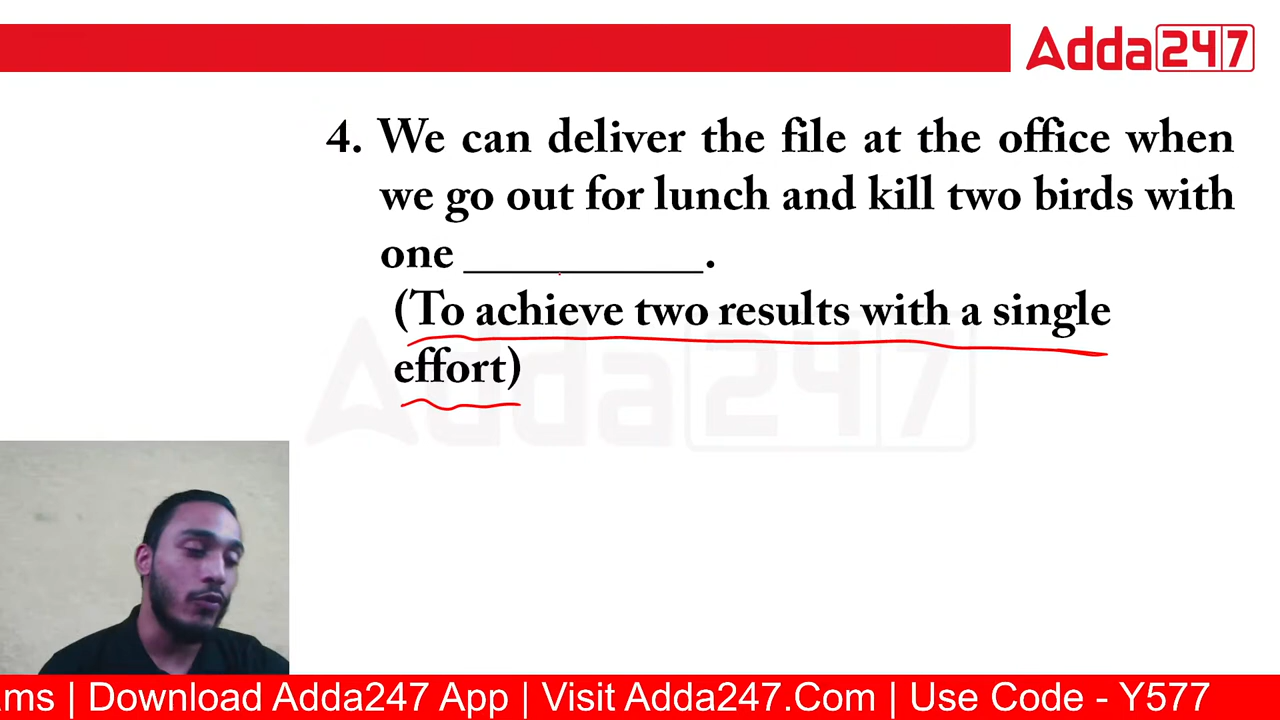 Adda247
4. We can deliver the file at the office when
we go out for lunch and kill two birds with
one __________.
(To achieve two results with a single
effort)
Adda247
ams | Download Adda247 App | Visit Adda247.Com | Use Code - Y577